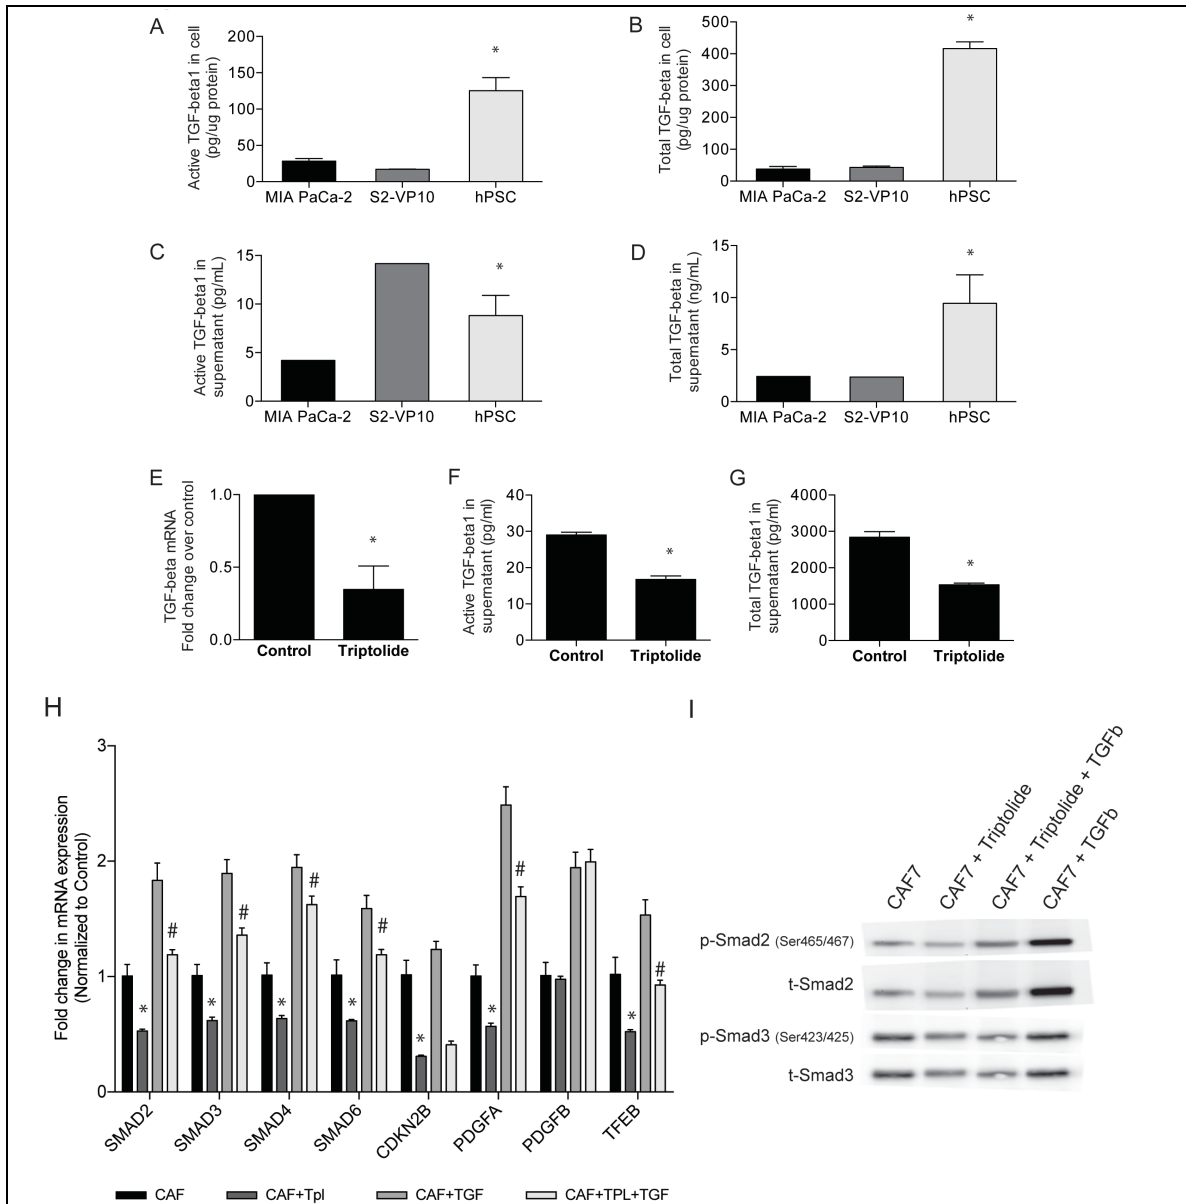 A
Active TGF-beta1 in cell
(pg/ug protein)
200
150
100
50
0
*
MIA PaCa-2 S2-VP10 hPSC
B
Total TGF-beta in cell
(pg/ug protein)
500
400
300
200
100
0
*
MIA PaCa-2 S2-VP10 hPSC
C
Active TGF-beta1 in
supernatant (pg/mL)
15
10
5
0
*
MIA PaCa-2 S2-VP10 hPSC
D
Total TGF-beta in
supernatant (ng/mL)
15
10
5
0
*
MIA PaCa-2 S2-VP10 hPSC
E
TGF-beta mRNA
Fold change over control
1.0
0.5
0.0
*
Control Triptolide
F
Active TGF-beta1 in
supernatant (pg/ml)
40
30
20
10
0
*
Control Triptolide
G
Total TGF-beta1 in
supernatant (pg/ml)
4000
3000
2000
1000
0
*
Control Triptolide
H
Fold change in mRNA expression
(Normalized to Control)
3
2
1
0
* # * # * # * # * * # * #
SMAD2 SMAD3 SMAD4 SMAD6 CDKN2B PDGFA PDGFB TFEB
CAF CAF+Tpl CAF+TGF CAF+TPL+TGF
I
CAF7
CAF7 + Triptolide
CAF7 + Triptolide + TGFb
CAF7 + TGFb
p-Smad2 (Ser465/467)
t-Smad2
p-Smad3 (Ser423/425)
t-Smad3